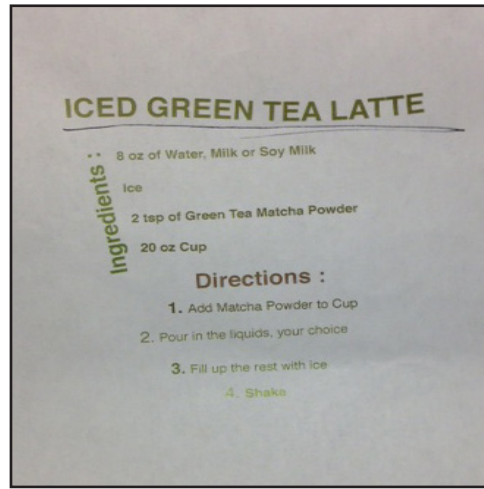 ICED GREEN TEA LATTE
Ingredients :
8 oz of Water, Milk or Soy Milk
Ice
2 tsp of Green Tea Matcha Powder
20 oz Cup
Directions :
1. Add Matcha Powder to Cup
2. Pour in the liquids, your choice
3. Fill up the rest with ice
4. Shake